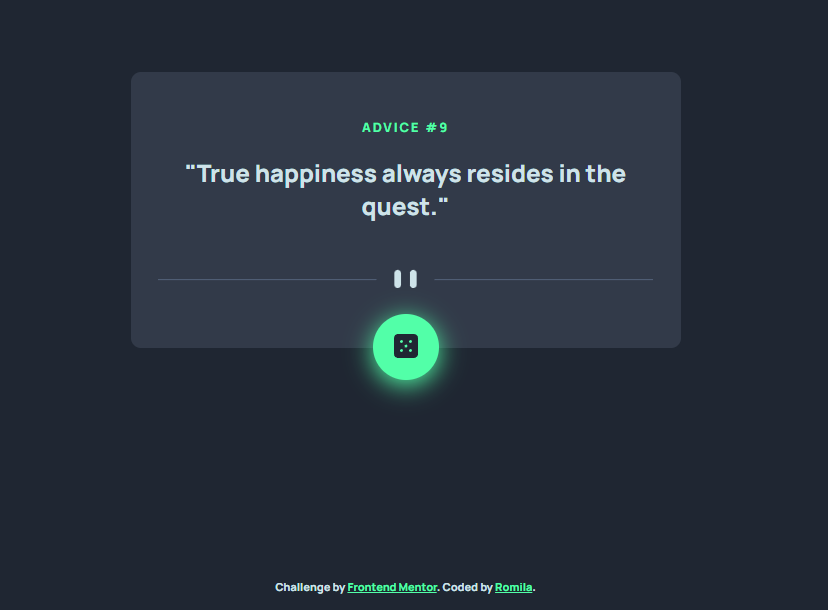 ADVICE #9
"True happiness always resides in the
quest."
Challenge by Frontend Mentor. Coded by Romila.